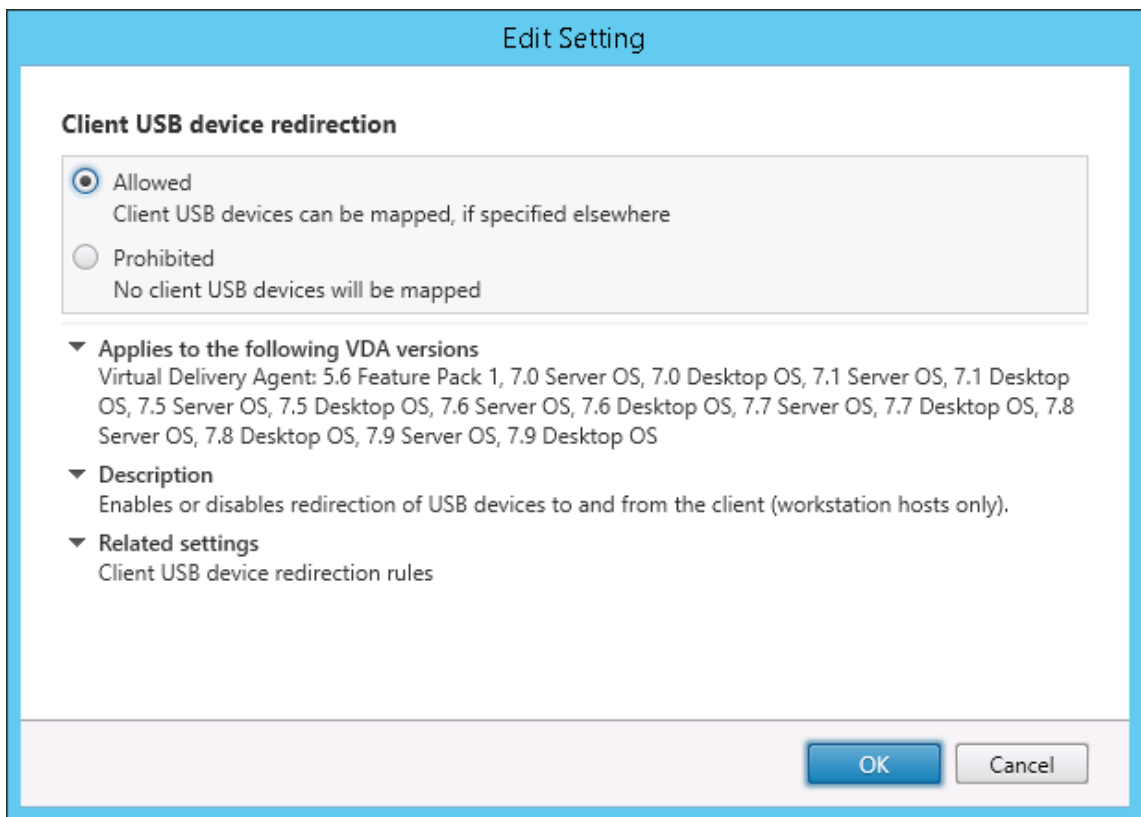 Edit Setting
Client USB device redirection
Allowed
Client USB devices can be mapped, if specified elsewhere
Prohibited
No client USB devices will be mapped
Applies to the following VDA versions
Virtual Delivery Agent: 5.6 Feature Pack 1, 7.0 Server OS, 7.0 Desktop OS, 7.1 Server OS, 7.1 Desktop
OS, 7.5 Server OS, 7.5 Desktop OS, 7.6 Server OS, 7.6 Desktop OS, 7.7 Server OS, 7.7 Desktop OS, 7.8
Server OS, 7.8 Desktop OS, 7.9 Server OS, 7.9 Desktop OS
Description
Enables or disables redirection of USB devices to and from the client (workstation hosts only).
Related settings
Client USB device redirection rules
OK
Cancel